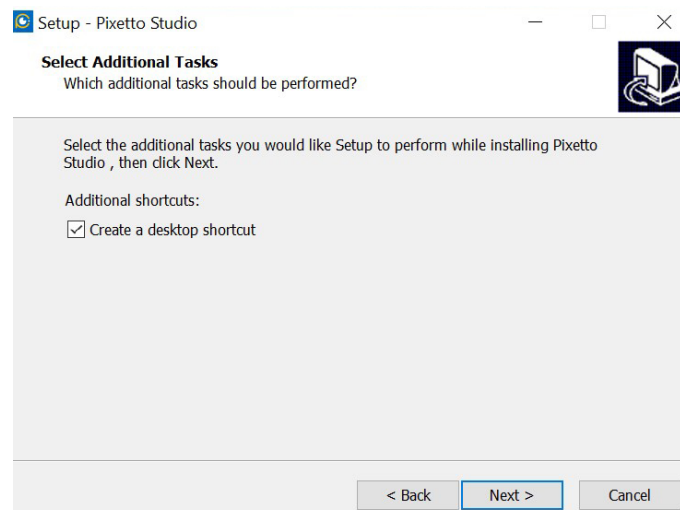 Setup - Pixetto Studio
Select Additional Tasks
Which additional tasks should be performed?
Select the additional tasks you would like Setup to perform while installing Pixetto
Studio , then click Next.
Additional shortcuts:
Create a desktop shortcut
< Back
Next >
Cancel